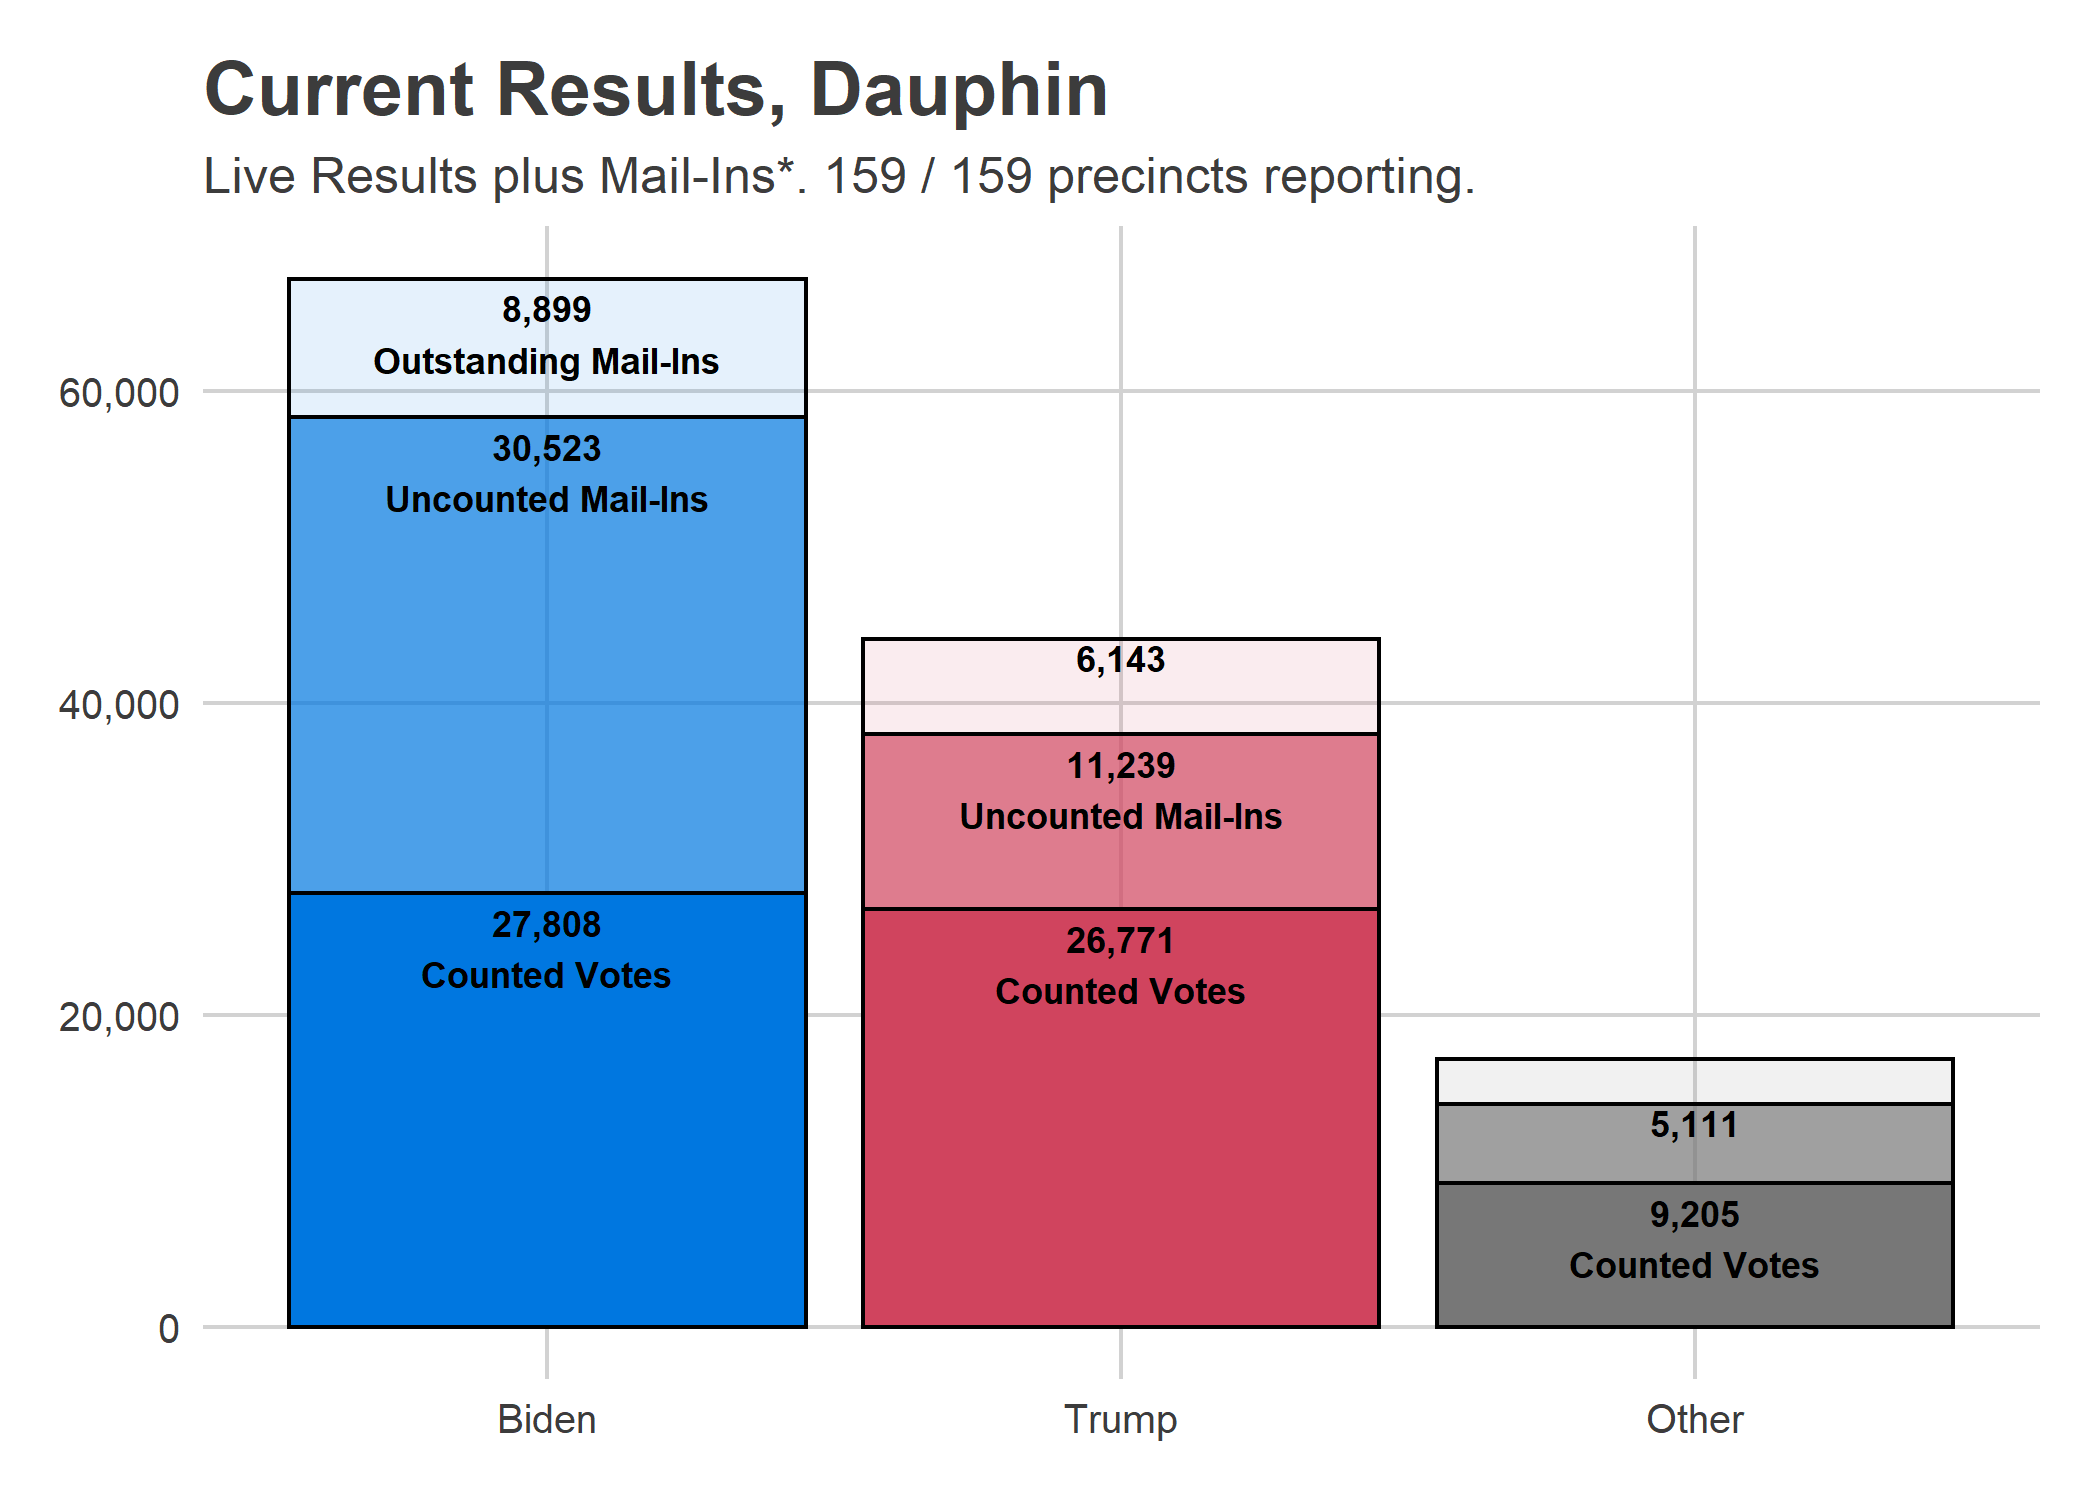 Current Results, Dauphin
Live Results plus Mail-Ins*. 159 / 159 precincts reporting.
60,000
40,000
20,000
0
8,899
Outstanding Mail-Ins
30,523
Uncounted Mail-Ins
27,808
Counted Votes
6,143
11,239
Uncounted Mail-Ins
26,771
Counted Votes
5,111
9,205
Counted Votes
Biden
Trump
Other